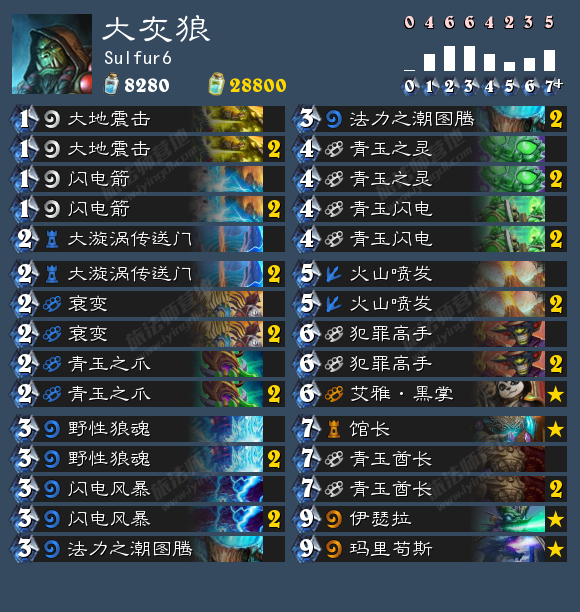 大灰狼
Sulfur6
8280 28800
0 4 6 6 4 2 3 5
0 1 2 3 4 5 6 7+
1 大地震击
1 大地震击 2
1 闪电箭
1 闪电箭 2
2 大漩涡传送门
2 大漩涡传送门 2
2 衰变
2 衰变 2
2 青玉之爪
2 青玉之爪 2
3 野性狼魂
3 野性狼魂 2
3 闪电风暴
3 闪电风暴 2
3 法力之潮图腾
3 法力之潮图腾 2
4 青玉之灵
4 青玉之灵 2
4 青玉闪电
4 青玉闪电 2
5 火山喷发
5 火山喷发 2
6 犯罪高手
6 犯罪高手 2
6 艾雅·黑掌 ★
7 馆长 ★
7 青玉酋长
7 青玉酋长 2
9 伊瑟拉 ★
9 玛里苟斯 ★